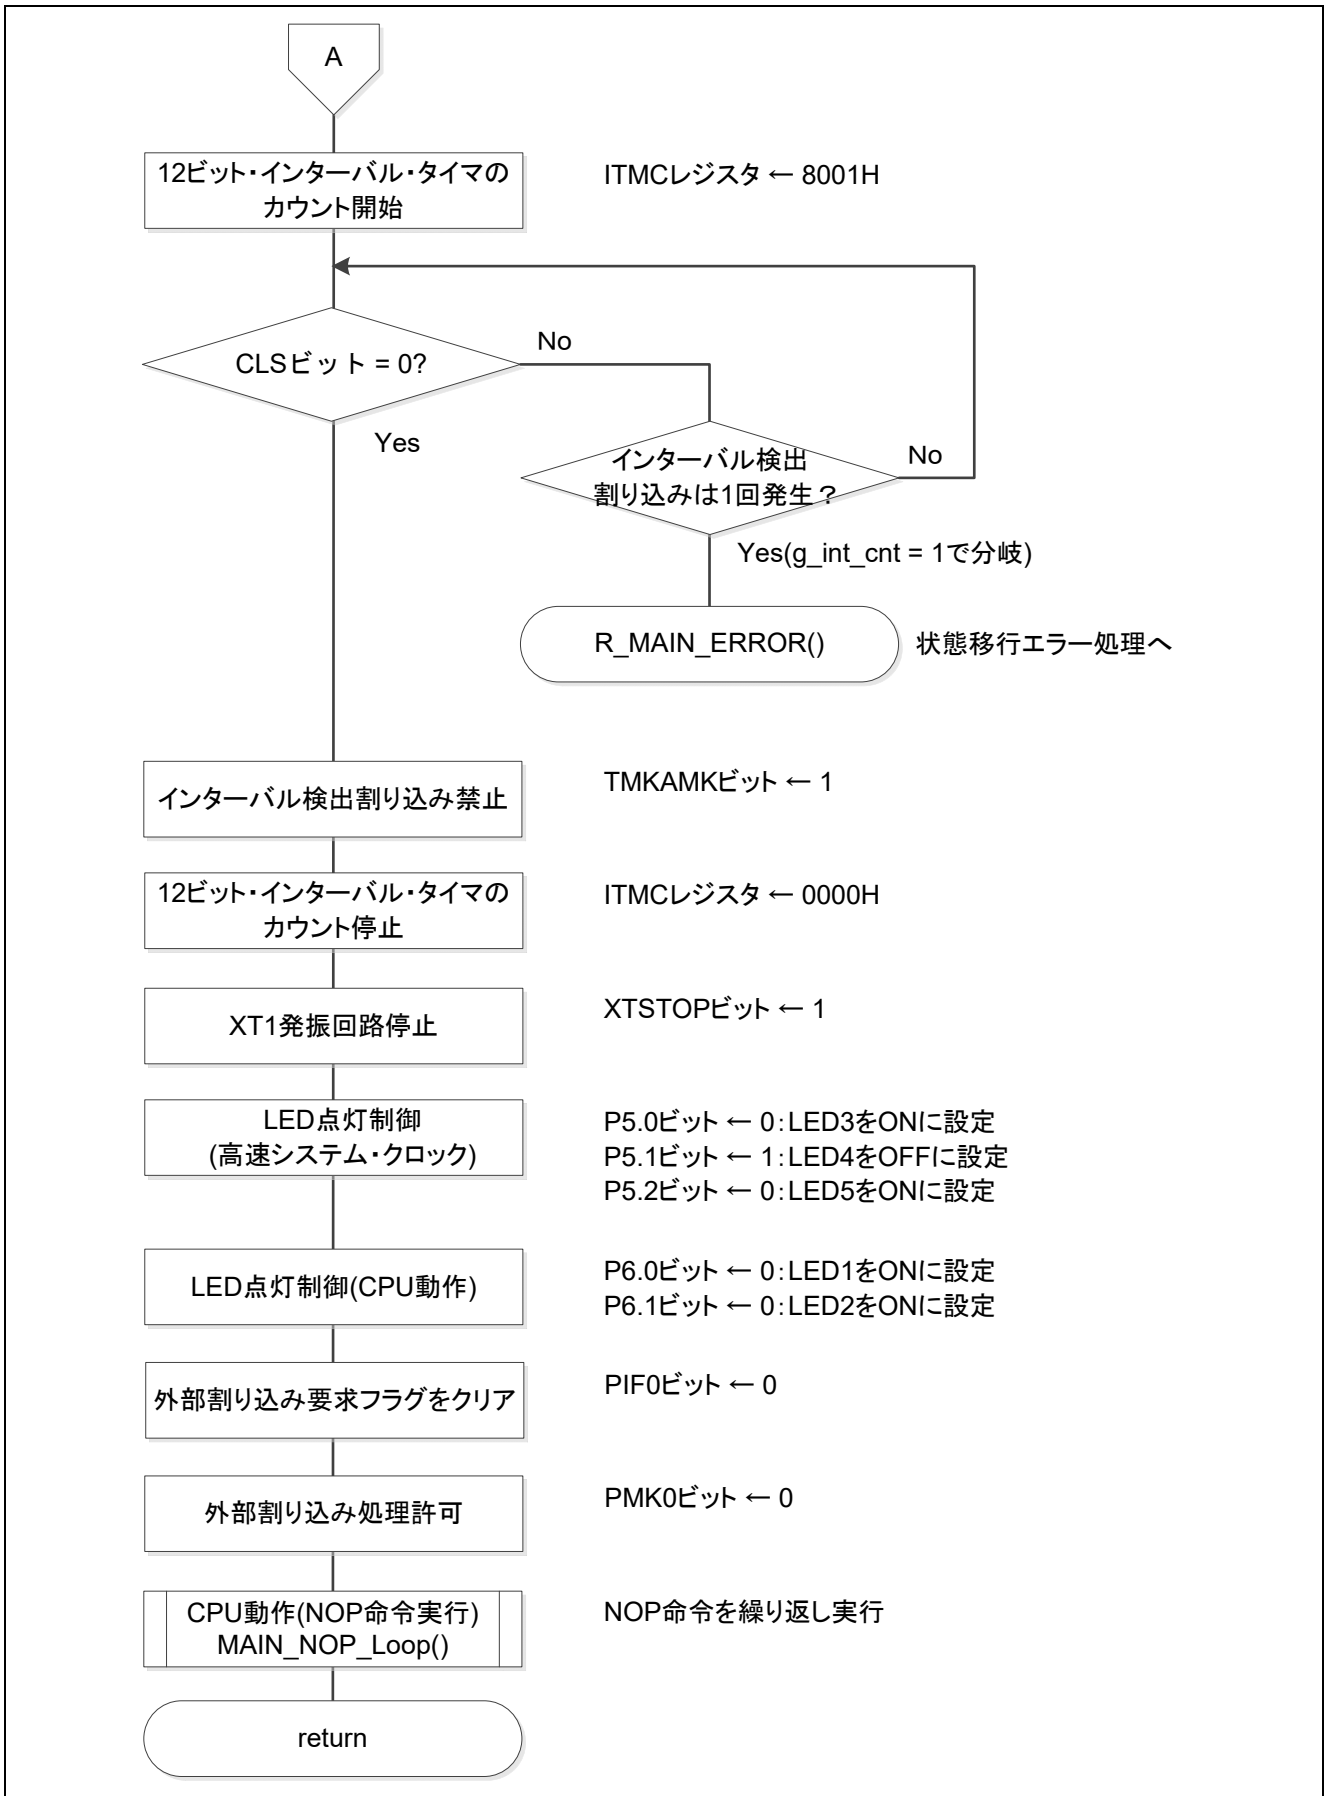 A
12ビット・インターバル・タイマの
カウント開始
ITMCレジスタ ← 8001H
CLSビット = 0?
No
Yes
インターバル検出
割り込みは1回発生？
No
Yes(g_int_cnt = 1で分岐)
R_MAIN_ERROR()
状態移行エラー処理へ
インターバル検出割り込み禁止
TMKAMKビット ← 1
12ビット・インターバル・タイマの
カウント停止
ITMCレジスタ ← 0000H
XT1発振回路停止
XTSTOPビット ← 1
LED点灯制御
(高速システム・クロック)
P5.0ビット ← 0：LED3をONに設定
P5.1ビット ← 1：LED4をOFFに設定
P5.2ビット ← 0：LED5をONに設定
LED点灯制御(CPU動作)
P6.0ビット ← 0：LED1をONに設定
P6.1ビット ← 0：LED2をONに設定
外部割り込み要求フラグをクリア
PIF0ビット ← 0
外部割り込み処理許可
PMK0ビット ← 0
CPU動作(NOP命令実行)
MAIN_NOP_Loop()
NOP命令を繰り返し実行
return